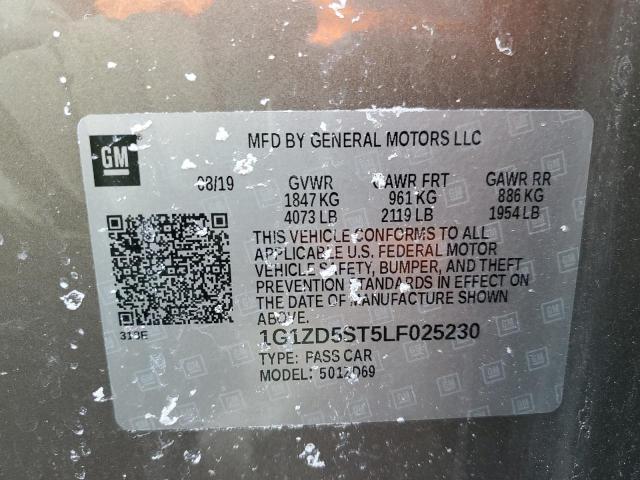 MFD BY GENERAL MOTORS LLC
GM
08/19 GVWR GAWR FRT GAWR RR
1847 KG 961 KG 886 KG
4073 LB 2119 LB 1954 LB
THIS VEHICLE CONFORMS TO ALL
APPLICABLE U.S. FEDERAL MOTOR
VEHICLE SAFETY, BUMPER, AND THEFT
PREVENTION STANDARDS IN EFFECT ON
THE DATE OF MANUFACTURE SHOWN
ABOVE.
1G1ZD5ST5LF025230
TYPE: PASS CAR
MODEL: